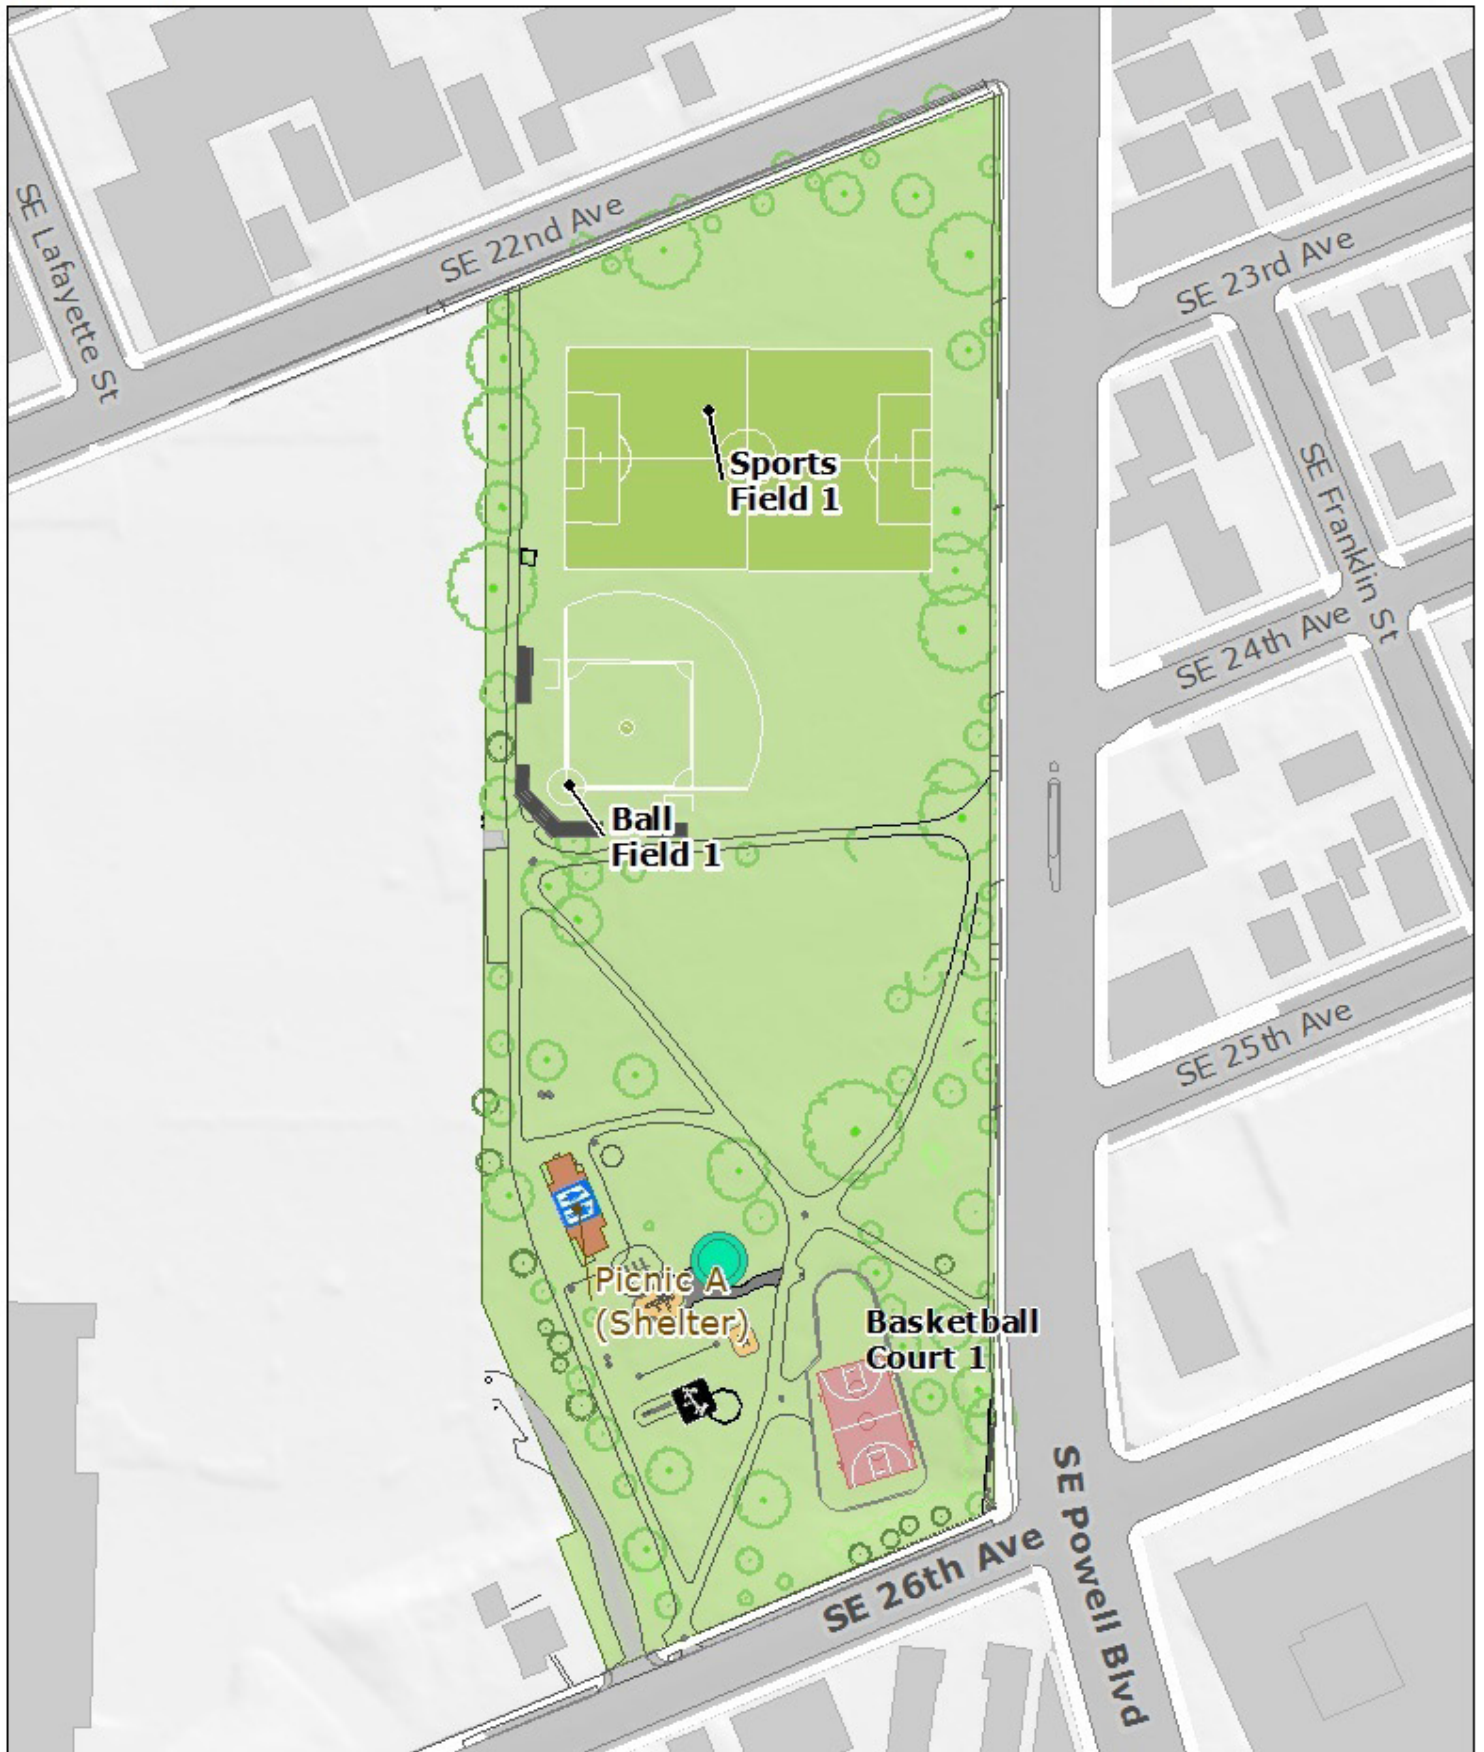 SE Lafayette St
SE 22nd Ave
SE 23rd Ave
Sports
Field 1
SE Franklin St
SE 24th Ave
Ball
Field 1
SE 25th Ave
Picnic A
(Shelter)
Basketball
Court 1
SE 26th Ave
SE Powell Blvd